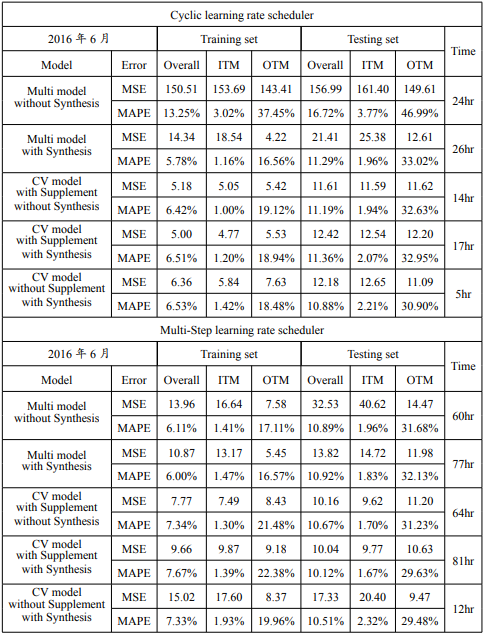 Cyclic learning rate scheduler
2016 年 6 月 Training set Testing set Time
Model Error Overall ITM OTM Overall ITM OTM
Multi model without Synthesis MSE 150.51 153.69 143.41 156.99 161.40 149.61 24hr
MAPE 13.25% 3.02% 37.45% 16.72% 3.77% 46.99%
Multi model with Synthesis MSE 14.34 18.54 4.22 21.41 25.38 12.61 26hr
MAPE 5.78% 1.16% 16.56% 11.29% 1.96% 33.02%
CV model with Supplement without Synthesis MSE 5.18 5.05 5.42 11.61 11.59 11.62 14hr
MAPE 6.42% 1.00% 19.12% 11.19% 1.94% 32.63%
CV model with Supplement with Synthesis MSE 5.00 4.77 5.53 12.42 12.54 12.20 17hr
MAPE 6.51% 1.20% 18.94% 11.36% 2.07% 32.95%
CV model without Supplement with Synthesis MSE 6.36 5.84 7.63 12.18 12.65 11.09 5hr
MAPE 6.53% 1.42% 18.48% 10.88% 2.21% 30.90%
Multi-Step learning rate scheduler
2016 年 6 月 Training set Testing set Time
Model Error Overall ITM OTM Overall ITM OTM
Multi model without Synthesis MSE 13.96 16.64 7.58 32.53 40.62 14.47 60hr
MAPE 6.11% 1.41% 17.11% 10.89% 1.96% 31.68%
Multi model with Synthesis MSE 10.87 13.17 5.45 13.82 14.72 11.98 77hr
MAPE 6.00% 1.47% 16.57% 10.92% 1.83% 32.13%
CV model with Supplement without Synthesis MSE 7.77 7.49 8.43 10.16 9.62 11.20 64hr
MAPE 7.34% 1.30% 21.48% 10.67% 1.70% 31.23%
CV model with Supplement with Synthesis MSE 9.66 9.87 9.18 10.04 9.77 10.63 81hr
MAPE 7.67% 1.39% 22.38% 10.12% 1.67% 29.63%
CV model without Supplement with Synthesis MSE 15.02 17.60 8.37 17.33 20.40 9.47 12hr
MAPE 7.33% 1.93% 19.96% 10.51% 2.32% 29.48%